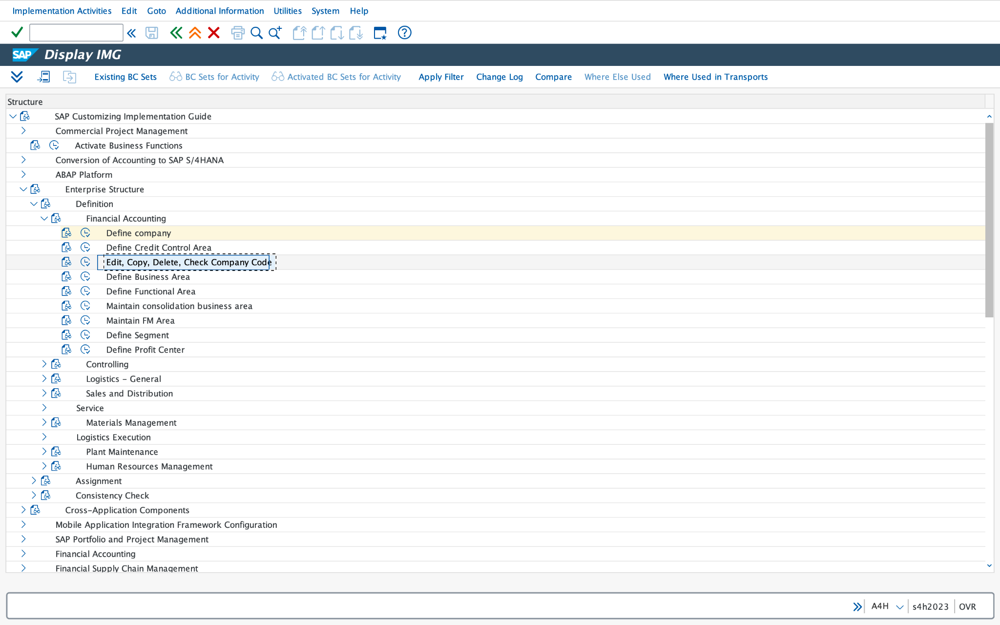 Implementation Activities Edit Goto Additional Information Utilities System Help
SAP Display IMG
Existing BC Sets BC Sets for Activity Activated BC Sets for Activity Apply Filter Change Log Compare Where Else Used Where Used in Transports
Structure
SAP Customizing Implementation Guide
Commercial Project Management
Activate Business Functions
Conversion of Accounting to SAP S/4HANA
ABAP Platform
Enterprise Structure
Definition
Financial Accounting
Define company
Define Credit Control Area
Edit, Copy, Delete, Check Company Code
Define Business Area
Define Functional Area
Maintain consolidation business area
Maintain FM Area
Define Segment
Define Profit Center
Controlling
Logistics - General
Sales and Distribution
Service
Materials Management
Logistics Execution
Plant Maintenance
Human Resources Management
Assignment
Consistency Check
Cross-Application Components
Mobile Application Integration Framework Configuration
SAP Portfolio and Project Management
Financial Accounting
Financial Supply Chain Management
A4H s4h2023 OVR